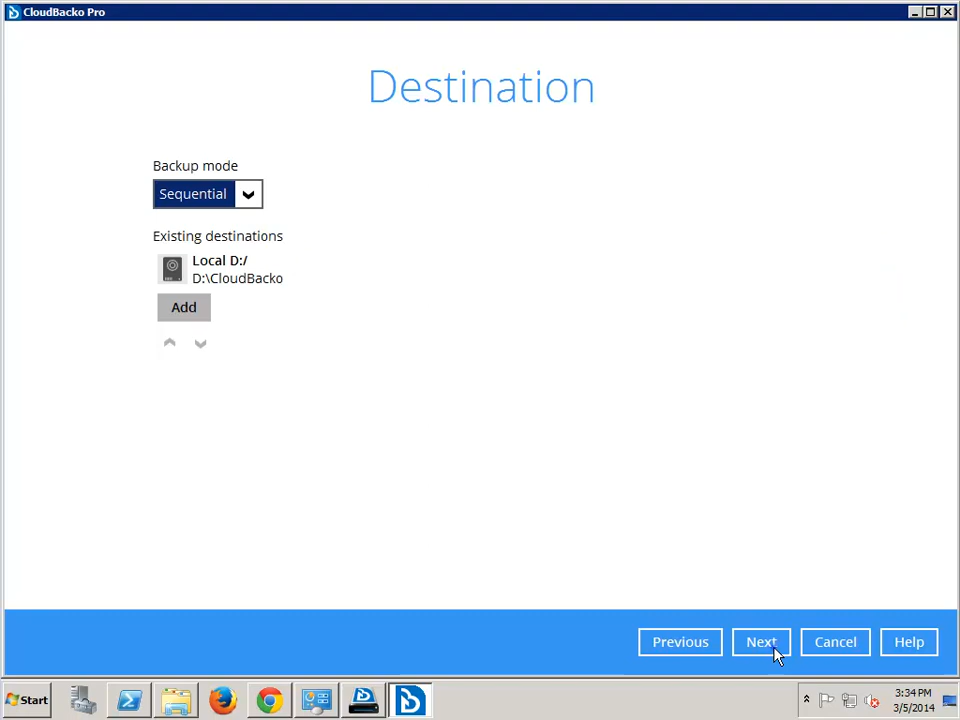 CloudBacko Pro
Destination
Backup mode
Sequential
Existing destinations
Local D:/
D:\CloudBacko
Add
Previous
Next
Cancel
Help
Start
3:34 PM
3/5/2014